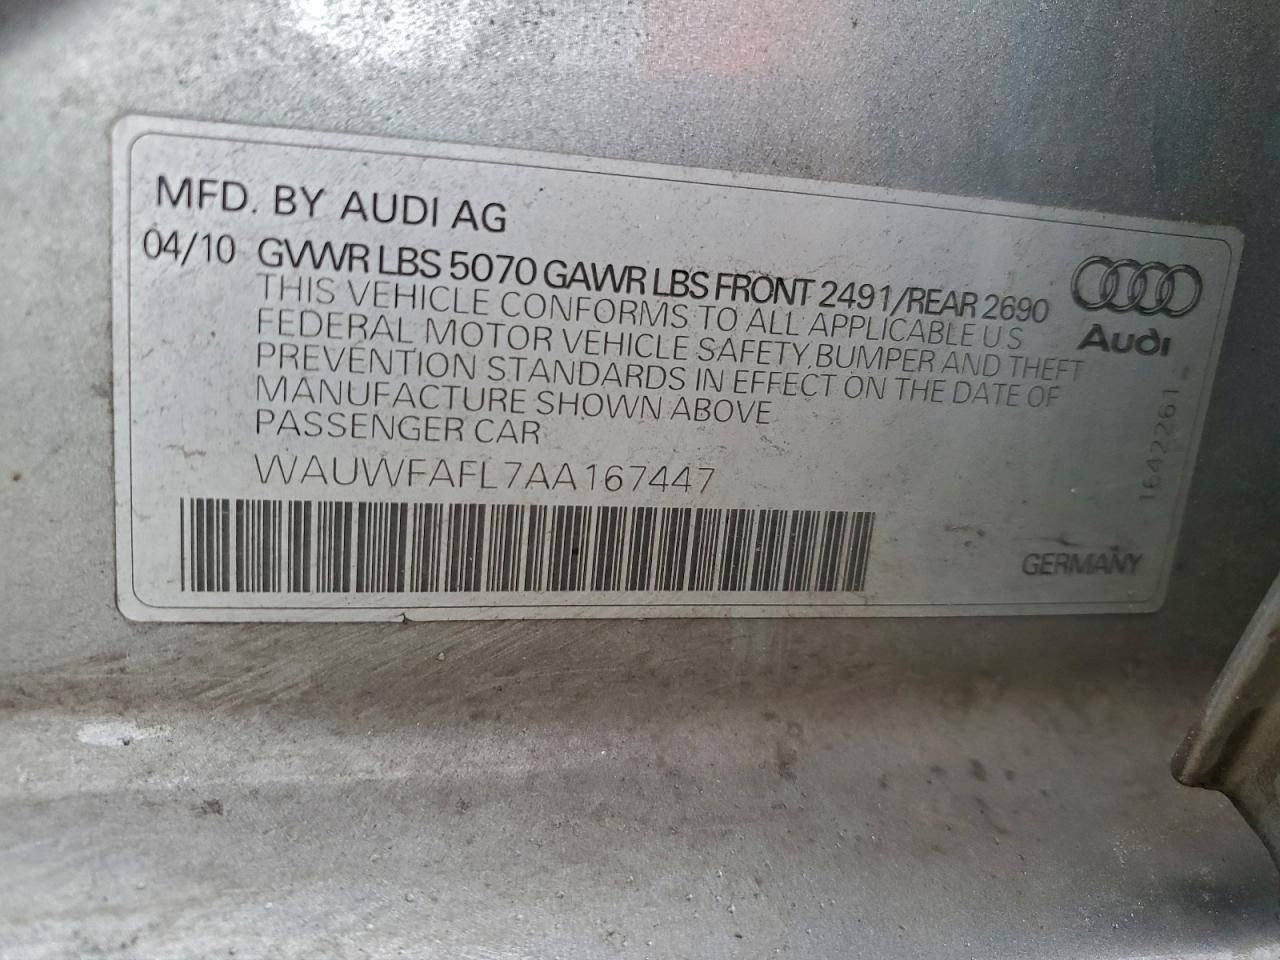 MFD. BY AUDI AG
04/10 GVWR LBS 5070 GAWR LBS FRONT 2491/REAR 2690
THIS VEHICLE CONFORMS TO ALL APPLICABLE US
FEDERAL MOTOR VEHICLE SAFETY, BUMPER AND THEFT
PREVENTION STANDARDS IN EFFECT ON THE DATE OF
MANUFACTURE SHOWN ABOVE
PASSENGER CAR
WAUWFAFL7AA167447
Audi
1642261
GERMANY